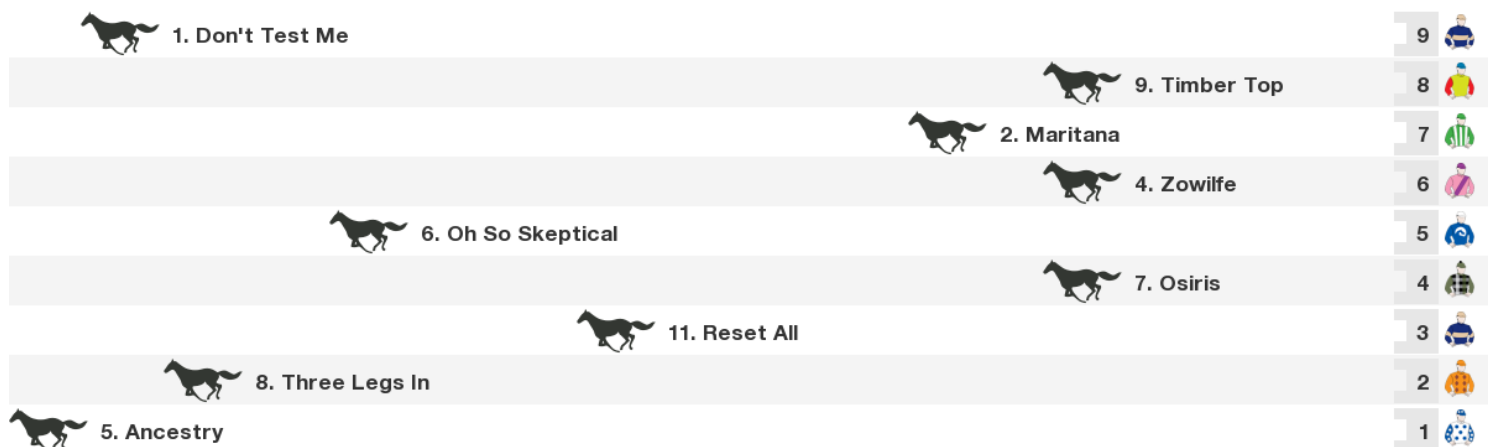 1. Don't Test Me 9
9. Timber Top 8
2. Maritana 7
4. Zowilfe 6
6. Oh So Skeptical 5
7. Osiris 4
11. Reset All 3
8. Three Legs In 2
5. Ancestry 1